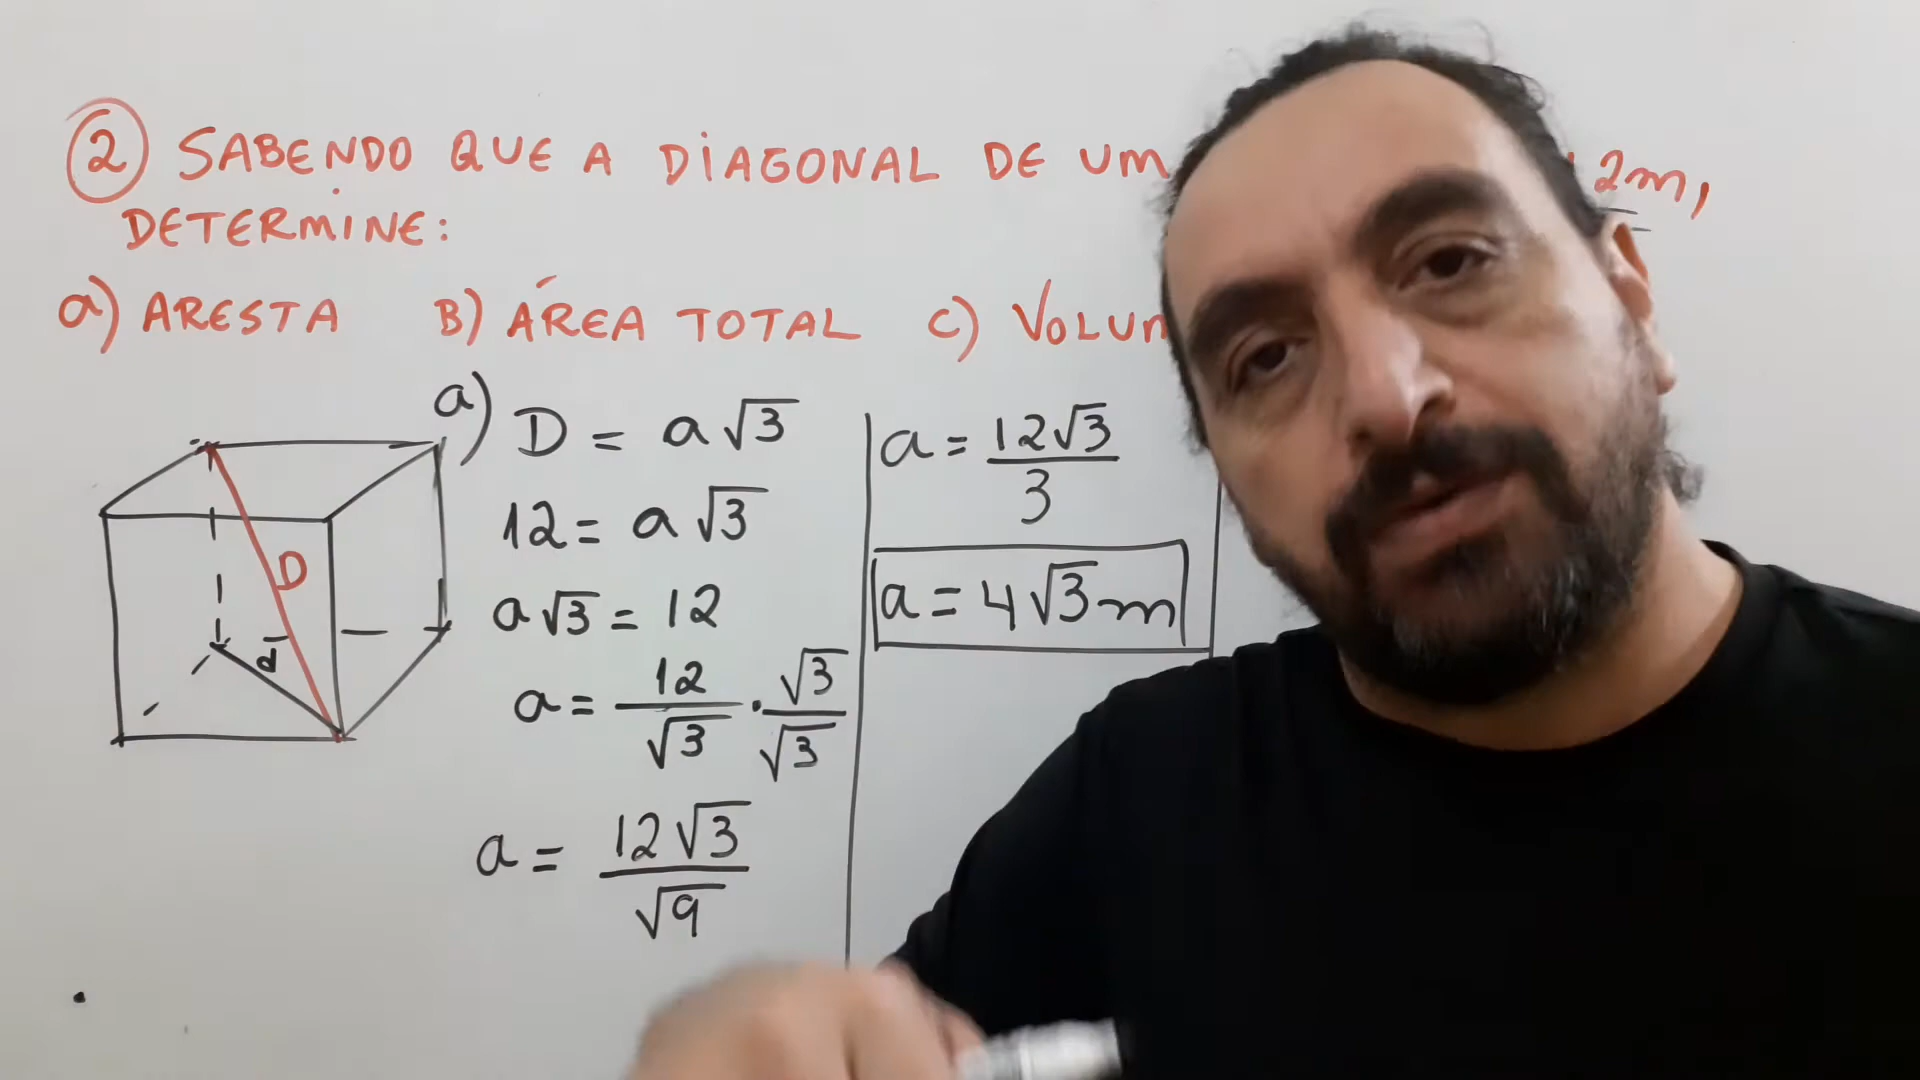 ② SABENDO QUE A DIAGONAL DE UM 2m,
DETERMINE:
a) ARESTA B) ÁREA TOTAL C)
a) D = a√3
12 = a√3
a√3 = 12
a = 12/√3 · √3/√3
a = 12√3/√9
a = 12√3/3
a = 4√3 m
D
d